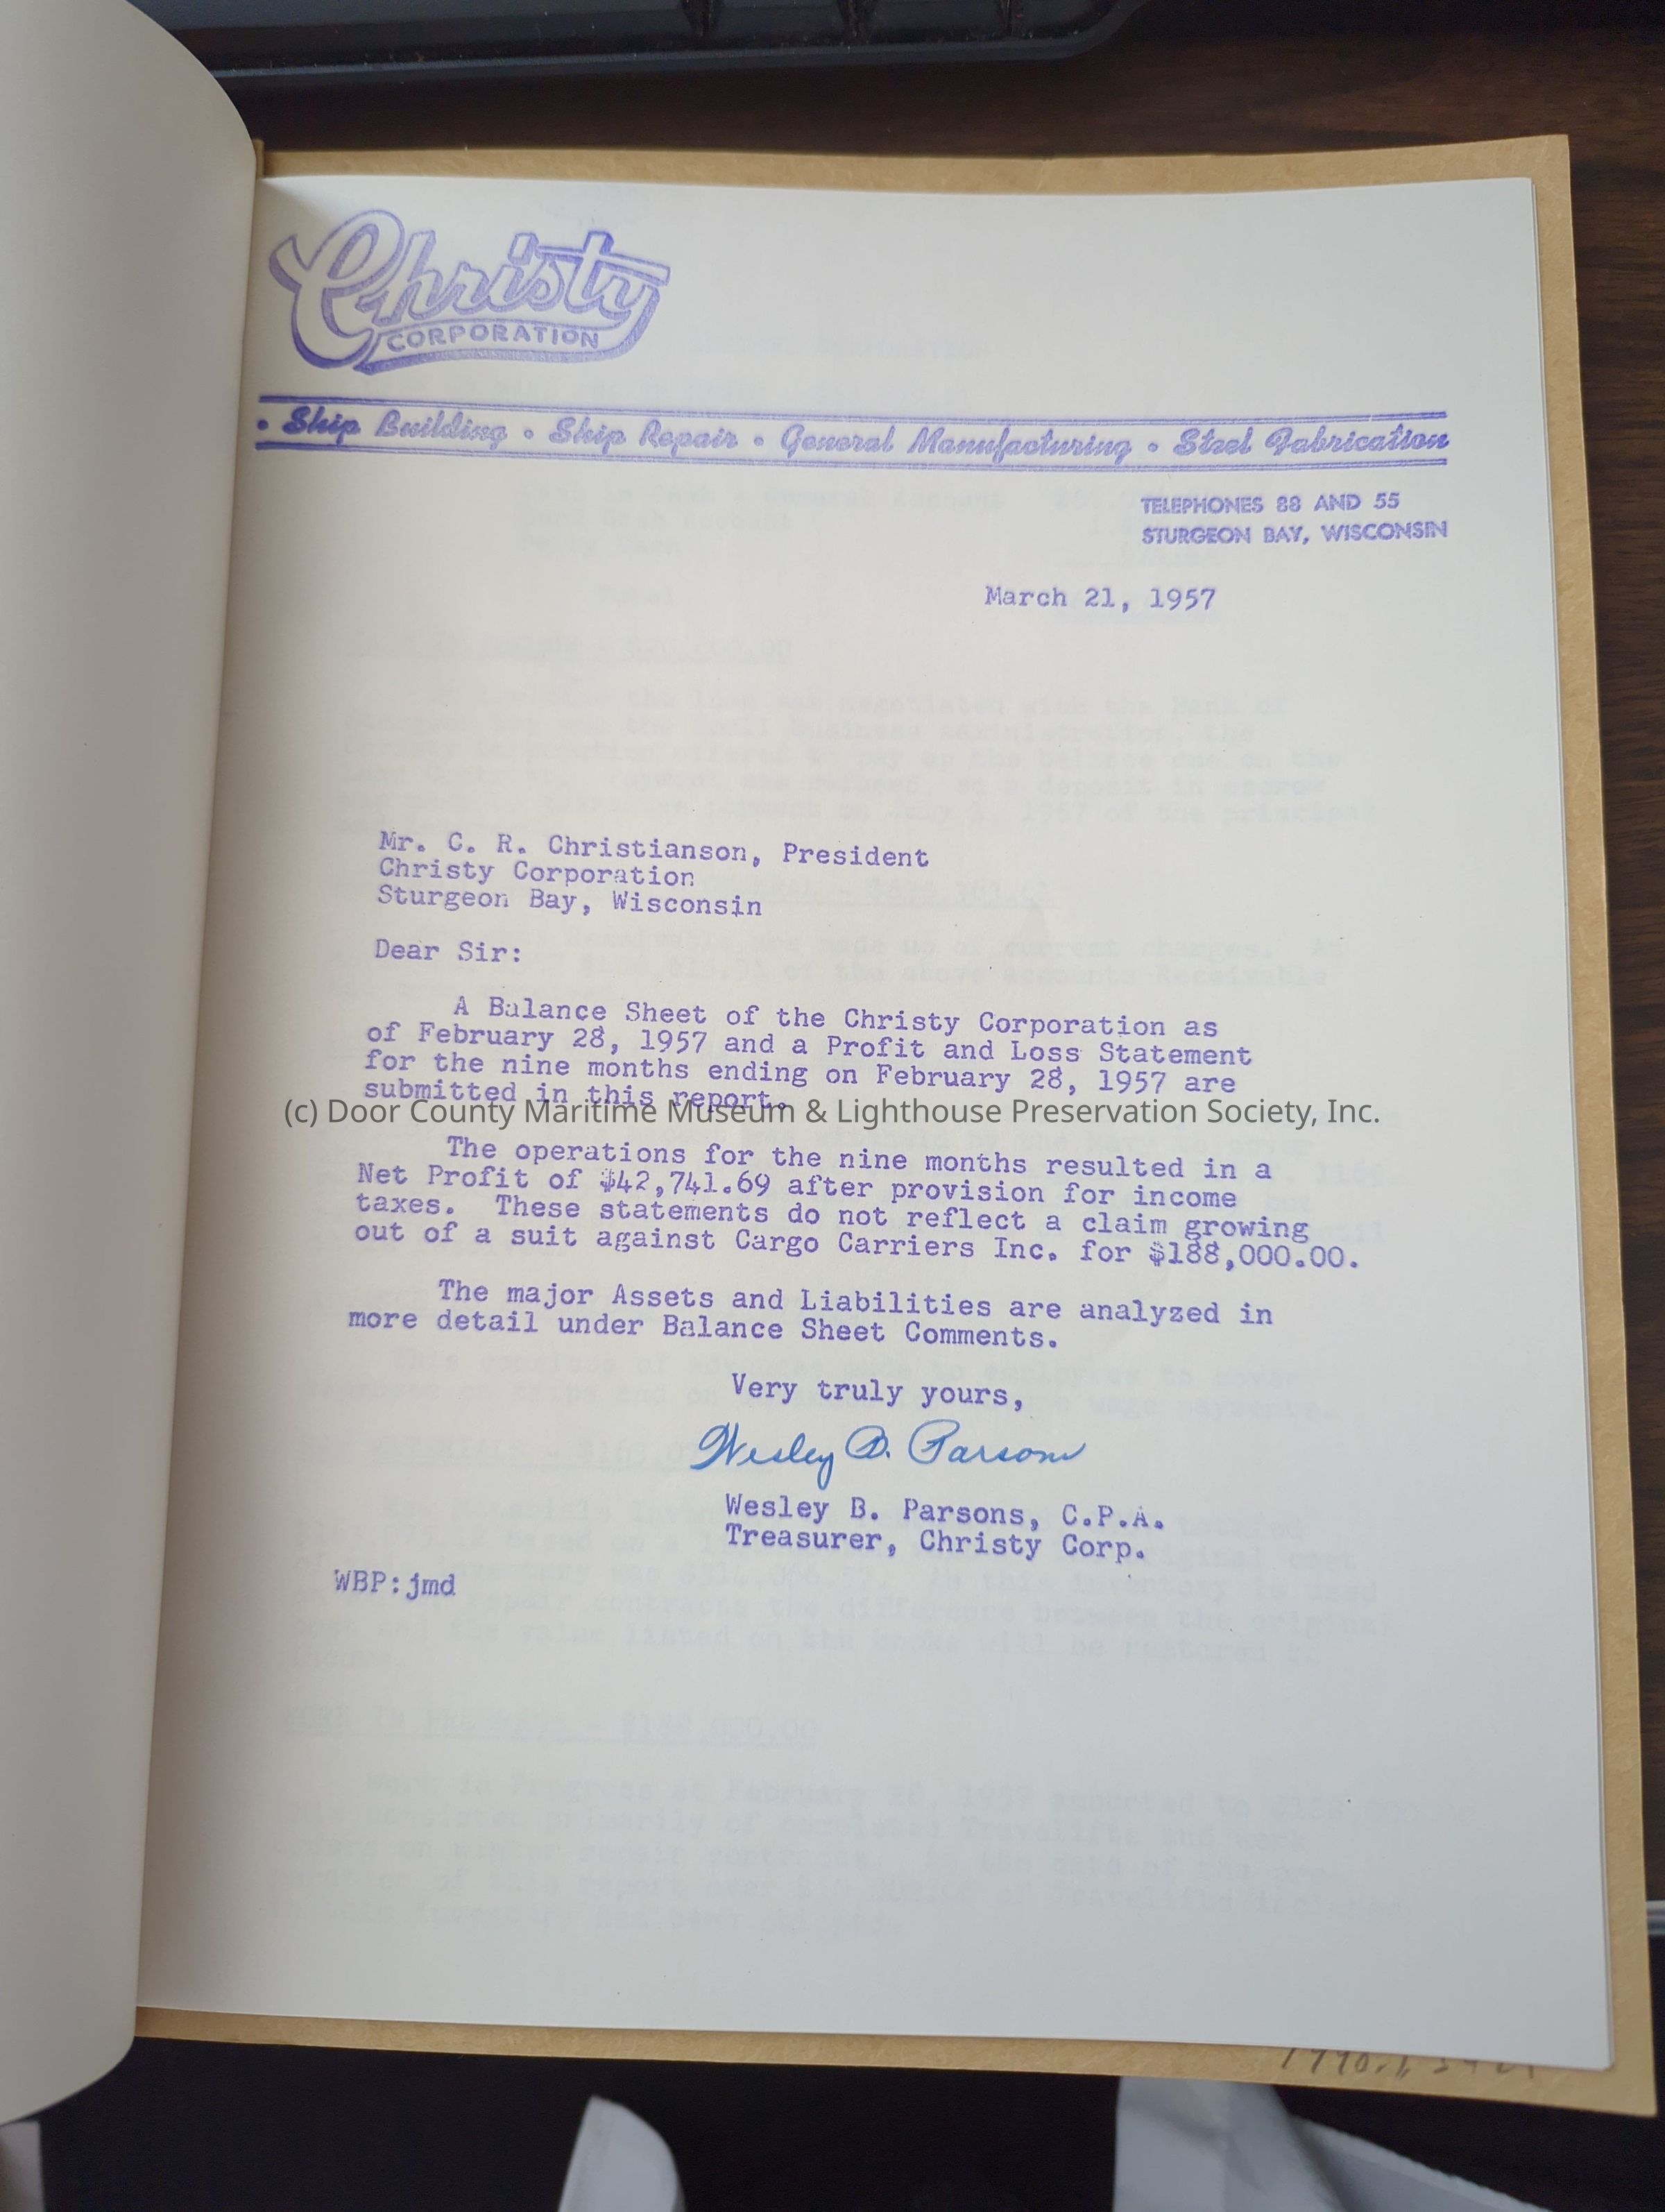 Christy
CORPORATION
• Ship Building • Ship Repair • General Manufacturing • Steel Fabrication
TELEPHONES 88 AND 55
STURGEON BAY, WISCONSIN
March 21, 1957
Mr. C. R. Christianson, President
Christy Corporation
Sturgeon Bay, Wisconsin
Dear Sir:
A Balance Sheet of the Christy Corporation as
of February 28, 1957 and a Profit and Loss Statement
for the nine months ending on February 28, 1957 are
submitted in this report.
(c) Door County Maritime Museum & Lighthouse Preservation Society, Inc.
The operations for the nine months resulted in a
Net Profit of $42,741.69 after provision for income
taxes. These statements do not reflect a claim growing
out of a suit against Cargo Carriers Inc. for $188,000.00.
The major Assets and Liabilities are analyzed in
more detail under Balance Sheet Comments.
Very truly yours,
Wesley B. Parsons
Wesley B. Parsons, C.P.A.
Treasurer, Christy Corp.
WBP:jmd